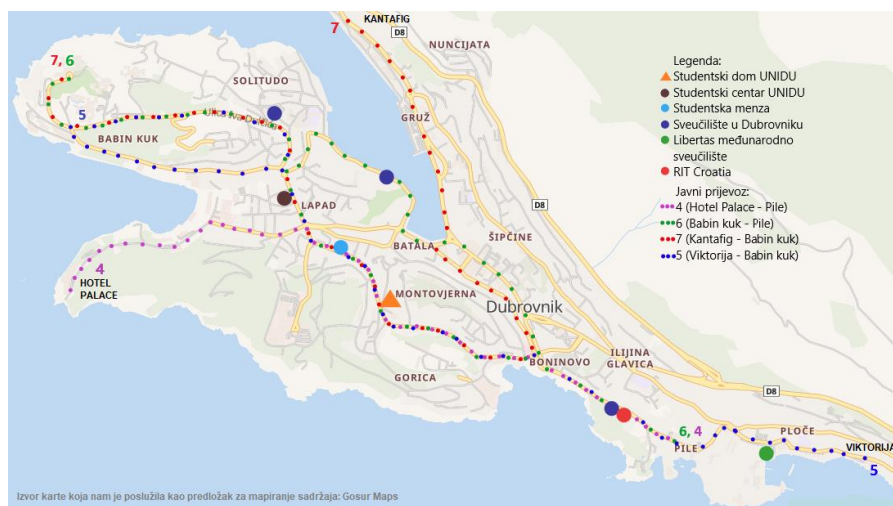 7
KANTAFIG
D8
NUNCIJATA
7, 6
SOLITUDO
5
BABIN KUK
GRUŽ
LAPAD
BATALA
ŠIPČINE
D8
4
HOTEL
PALACE
MONTOVJERNA
Dubrovnik
GORICA
BONINOVO
ILIJINA
GLAVICA
D8
6, 4
PILE
PLOČE
VIKTORIJA
5
Legenda:
Studentski dom UNIDU
Studentski centar UNIDU
Studentska menza
Sveučilište u Dubrovniku
Libertas međunarodno
sveučilište
RIT Croatia
Javni prijevoz:
4 (Hotel Palace - Pile)
6 (Babin kuk - Pile)
7 (Kantafig - Babin kuk)
5 (Viktorija - Babin kuk)
Izvor karte koja nam je poslužila kao predložak za mapiranje sadržaja: Gosur Maps